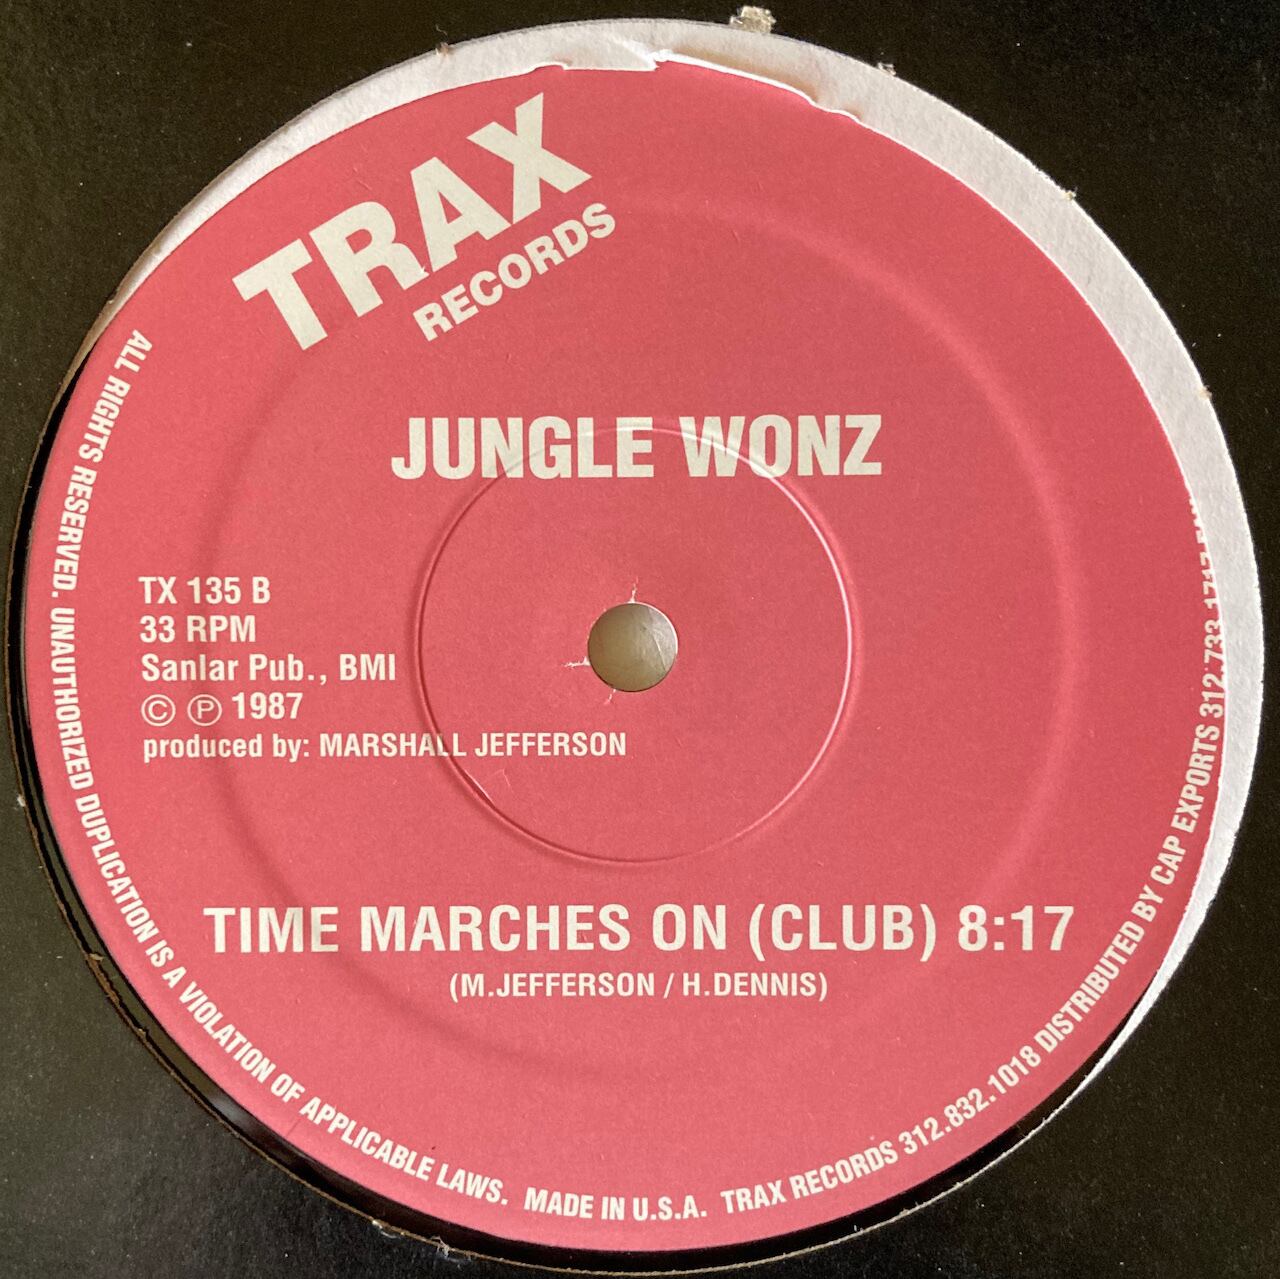 TRAX
RECORDS
JUNGLE WONZ
TX 135 B
33 RPM
Sanlar Pub., BMI
© ℗ 1987
produced by: MARSHALL JEFFERSON
TIME MARCHES ON (CLUB) 8:17
(M.JEFFERSON / H.DENNIS)
ALL RIGHTS RESERVED. UNAUTHORIZED DUPLICATION IS A VIOLATION OF APPLICABLE LAWS. MADE IN U.S.A. TRAX RECORDS 312.832.1018 DISTRIBUTED BY CAP EXPORTS 312.733.